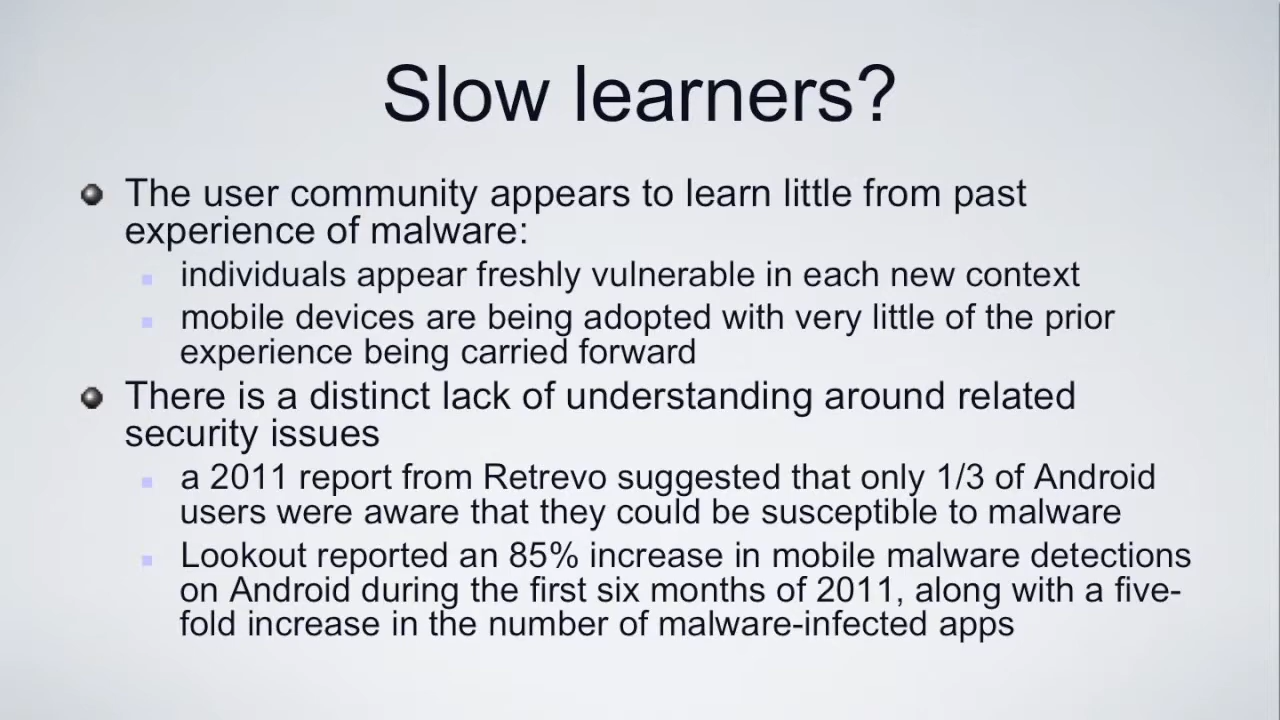 Slow learners?
The user community appears to learn little from past
experience of malware:
individuals appear freshly vulnerable in each new context
mobile devices are being adopted with very little of the prior
experience being carried forward
There is a distinct lack of understanding around related
security issues
a 2011 report from Retrevo suggested that only 1/3 of Android
users were aware that they could be susceptible to malware
Lookout reported an 85% increase in mobile malware detections
on Android during the first six months of 2011, along with a five-
fold increase in the number of malware-infected apps